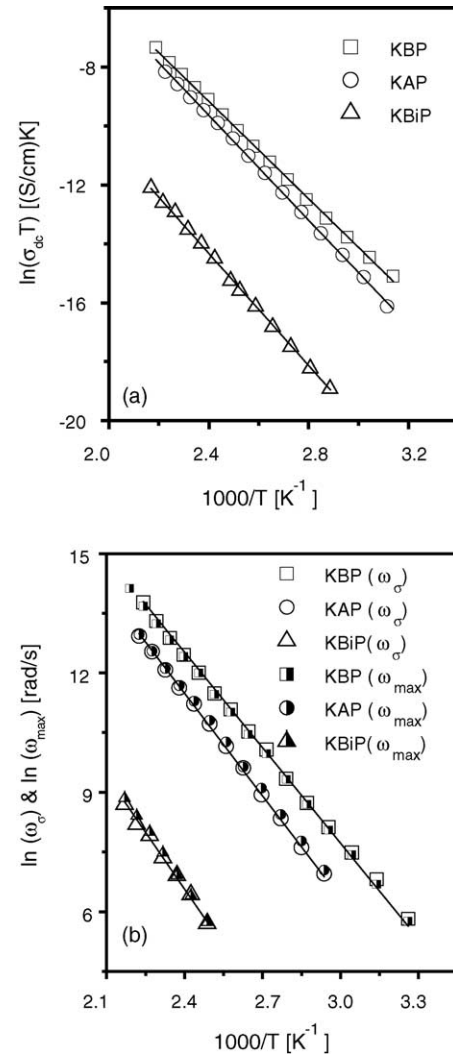 -8
-12
-16
-20
ln(σdcT) [(S/cm)K]
KBP
KAP
KBiP
(a)
2.0 2.4 2.8 3.2
1000/T [K⁻¹]
15
12
9
6
ln (ωσ) & ln (ωmax) [rad/s]
KBP (ωσ)
KAP (ωσ)
KBiP (ωσ)
KBP (ωmax)
KAP (ωmax)
KBiP(ωmax)
(b)
2.1 2.4 2.7 3.0 3.3
1000/T [K⁻¹]